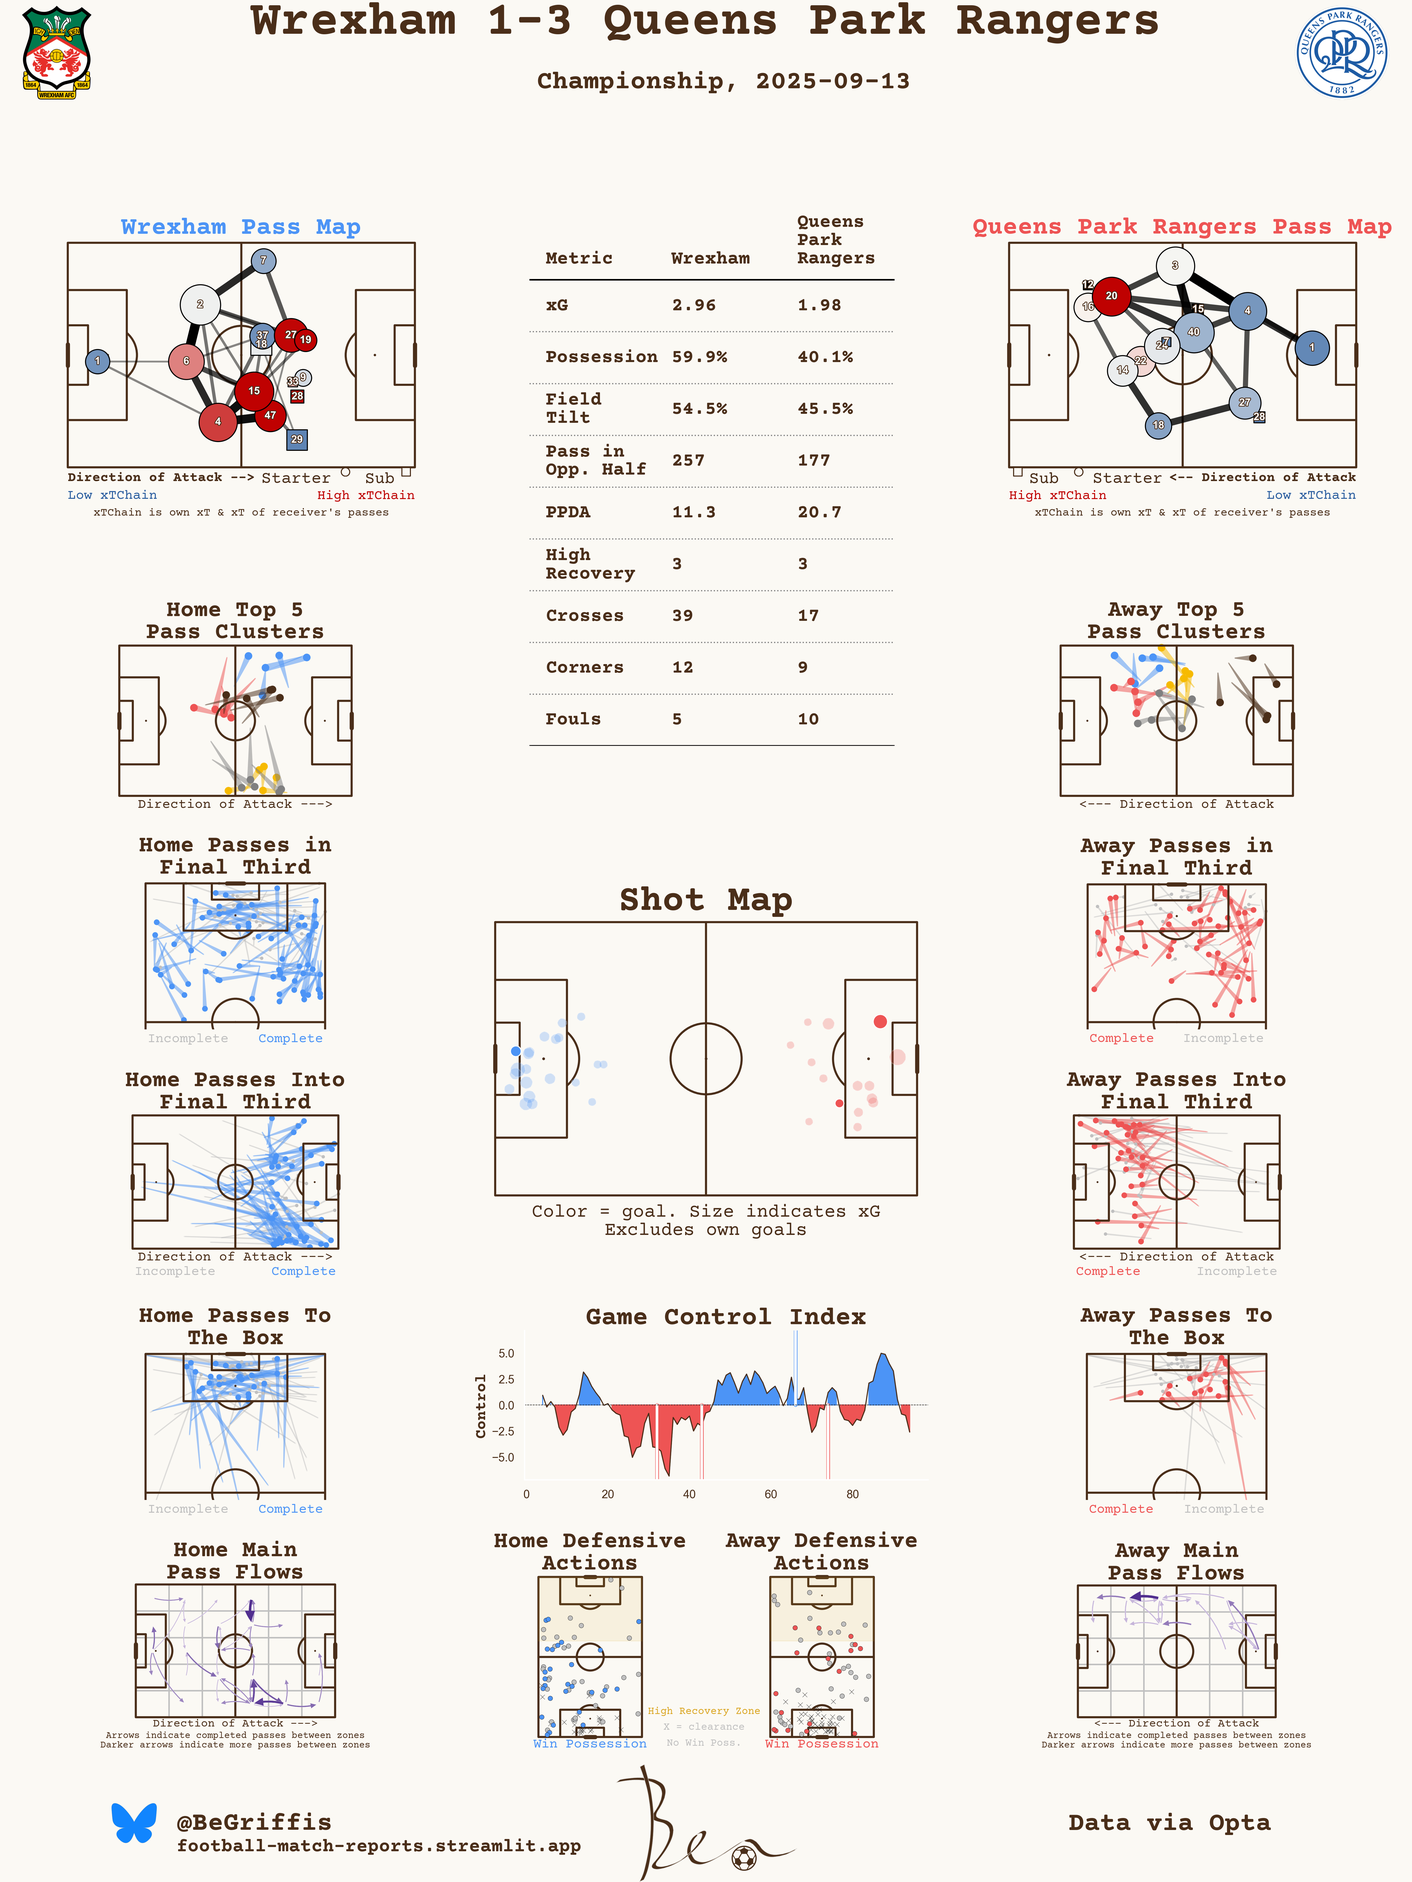 Wrexham 1-3 Queens Park Rangers
Championship, 2025-09-13
1864 1864
WREXHAM AFC
QUEENS PARK RANGERS
1882
Wrexham Pass Map
7
2
37
18
27
19
1
6
9
33
15
28
4
47
29
Direction of Attack --> Starter Sub
Low xTChain High xTChain
xTChain is own xT & xT of receiver's passes
Metric Wrexham Queens
Park
Rangers
xG 2.96 1.98
Possession 59.9% 40.1%
Field
Tilt 54.5% 45.5%
Pass in
Opp. Half 257 177
PPDA 11.3 20.7
High
Recovery 3 3
Crosses 39 17
Corners 12 9
Fouls 5 10
Queens Park Rangers Pass Map
3
12
20
16
15
4
40
24
7
1
22
14
27
28
18
Sub Starter <-- Direction of Attack
High xTChain Low xTChain
xTChain is own xT & xT of receiver's passes
Home Top 5
Pass Clusters
Direction of Attack --->
Away Top 5
Pass Clusters
<--- Direction of Attack
Home Passes in
Final Third
Incomplete Complete
Away Passes in
Final Third
Complete Incomplete
Shot Map
Color = goal. Size indicates xG
Excludes own goals
Home Passes Into
Final Third
Direction of Attack --->
Incomplete Complete
Away Passes Into
Final Third
<--- Direction of Attack
Complete Incomplete
Home Passes To
The Box
Incomplete Complete
Game Control Index
Control
5.0
2.5
0.0
−2.5
−5.0
0 20 40 60 80
Away Passes To
The Box
Complete Incomplete
Home Main
Pass Flows
Direction of Attack --->
Arrows indicate completed passes between zones
Darker arrows indicate more passes between zones
Home Defensive
Actions
Win Possession
Away Defensive
Actions
Win Possession
High Recovery Zone
X = clearance
No Win Poss.
Away Main
Pass Flows
<--- Direction of Attack
Arrows indicate completed passes between zones
Darker arrows indicate more passes between zones
@BeGriffis
football-match-reports.streamlit.app
Ben
Data via Opta